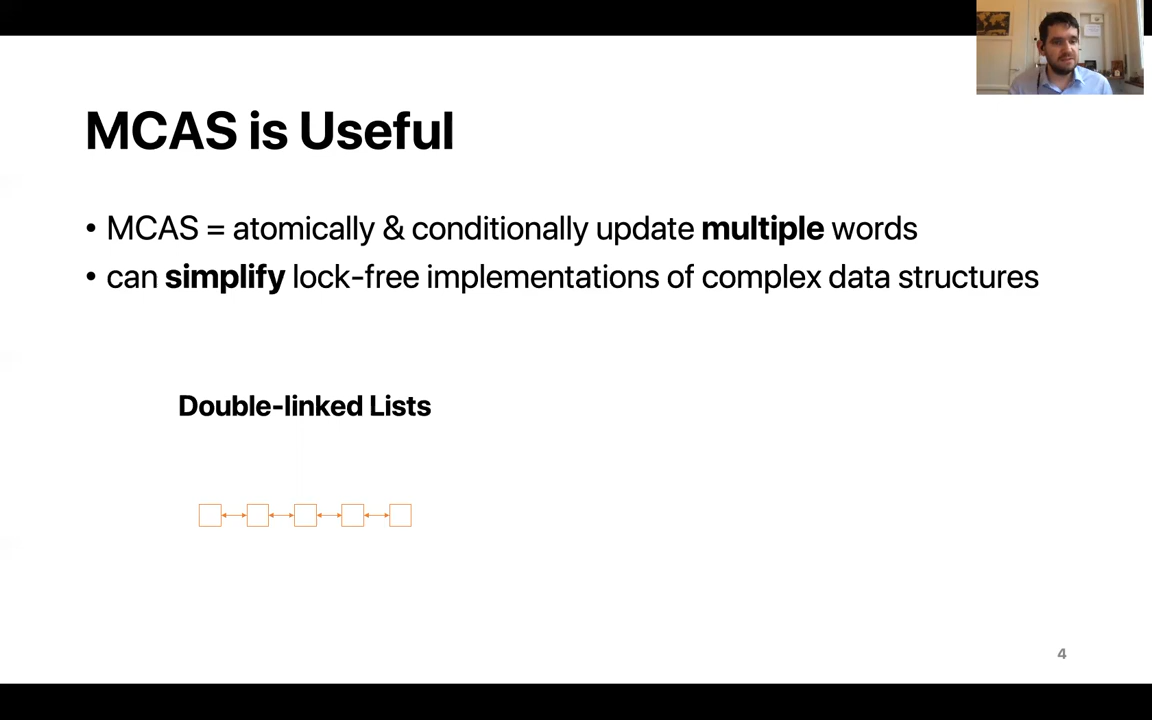 MCAS is Useful
• MCAS = atomically & conditionally update multiple words
• can simplify lock-free implementations of complex data structures
Double-linked Lists
4